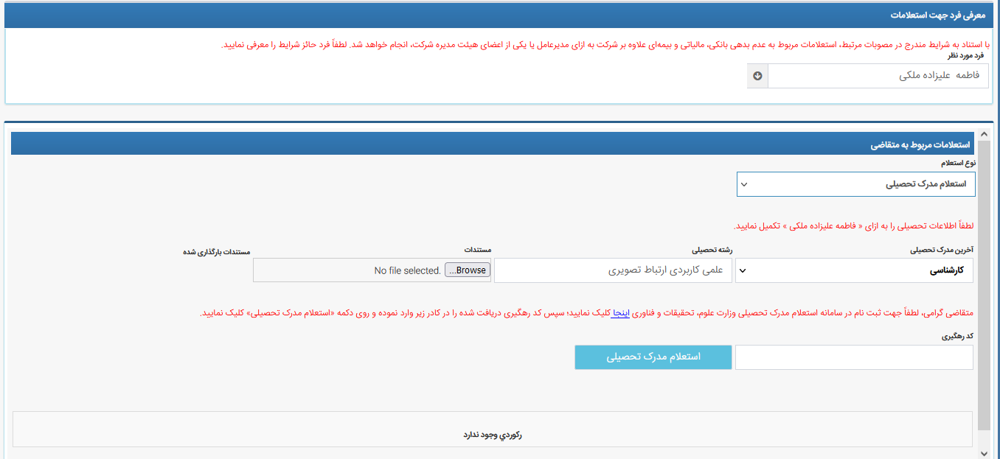 معرفی فرد جهت استعلامات
با استناد به شرایط مندرج در مصوبات مرتبط، استعلامات مربوط به عدم بدهی بانکی، مالیاتی و بیمه‌ای علاوه بر شرکت به ازای مدیرعامل یا یکی از اعضای هیئت مدیره شرکت، انجام خواهد شد. لطفاً فرد حائز شرایط را معرفی نمایید.
فرد مورد نظر
فاطمه علیزاده ملکی
استعلامات مربوط به متقاضی
نوع استعلام
استعلام مدرک تحصیلی
لطفاً اطلاعات تحصیلی را به ازای « فاطمه علیزاده ملکی » تکمیل نمایید.
آخرین مدرک تحصیلی رشته تحصیلی مستندات مستندات بارگذاری شده
کارشناسی علمی کاربردی ارتباط تصویری Browse... No file selected.
متقاضی گرامی، لطفاً جهت ثبت نام در سامانه استعلام مدرک تحصیلی وزارت علوم، تحقیقات و فناوری اینجا کلیک نمایید؛ سپس کد رهگیری دریافت شده را در کادر زیر وارد نموده و روی دکمه «استعلام مدرک تحصیلی» کلیک نمایید.
کد رهگیری
استعلام مدرک تحصیلی
رکوردي وجود ندارد